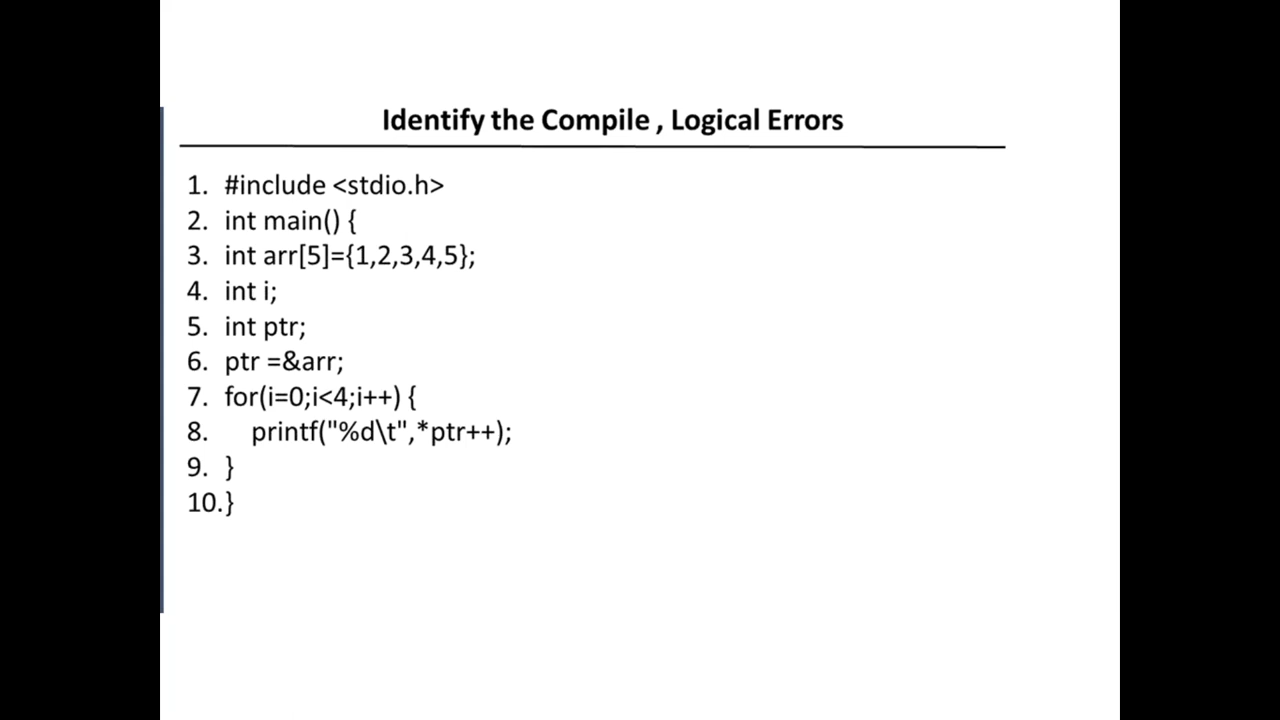 Identify the Compile , Logical Errors
1. #include <stdio.h>
2. int main() {
3. int arr[5]={1,2,3,4,5};
4. int i;
5. int ptr;
6. ptr =&arr;
7. for(i=0;i<4;i++) {
8. printf("%d\t",*ptr++);
9. }
10.}